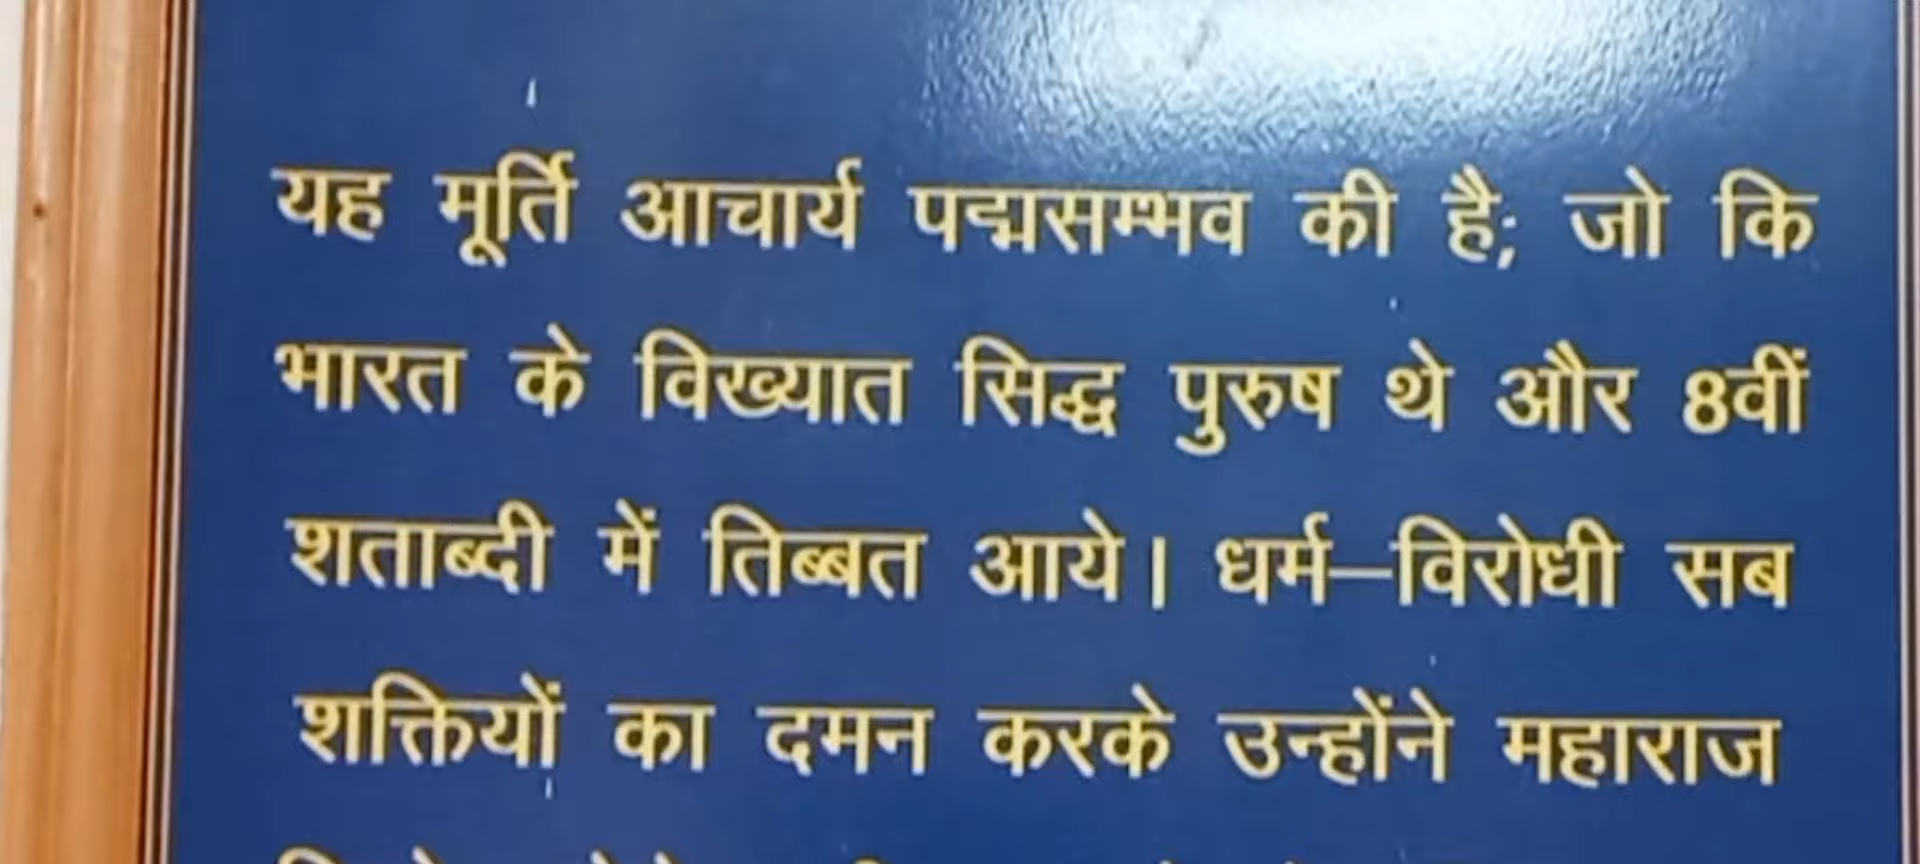 यह मूर्ति आचार्य पद्मसम्भव की है; जो कि
भारत के विख्यात सिद्ध पुरुष थे और 8वीं
शताब्दी में तिब्बत आये। धर्म–विरोधी सब
शक्तियों का दमन करके उन्होंने महाराज